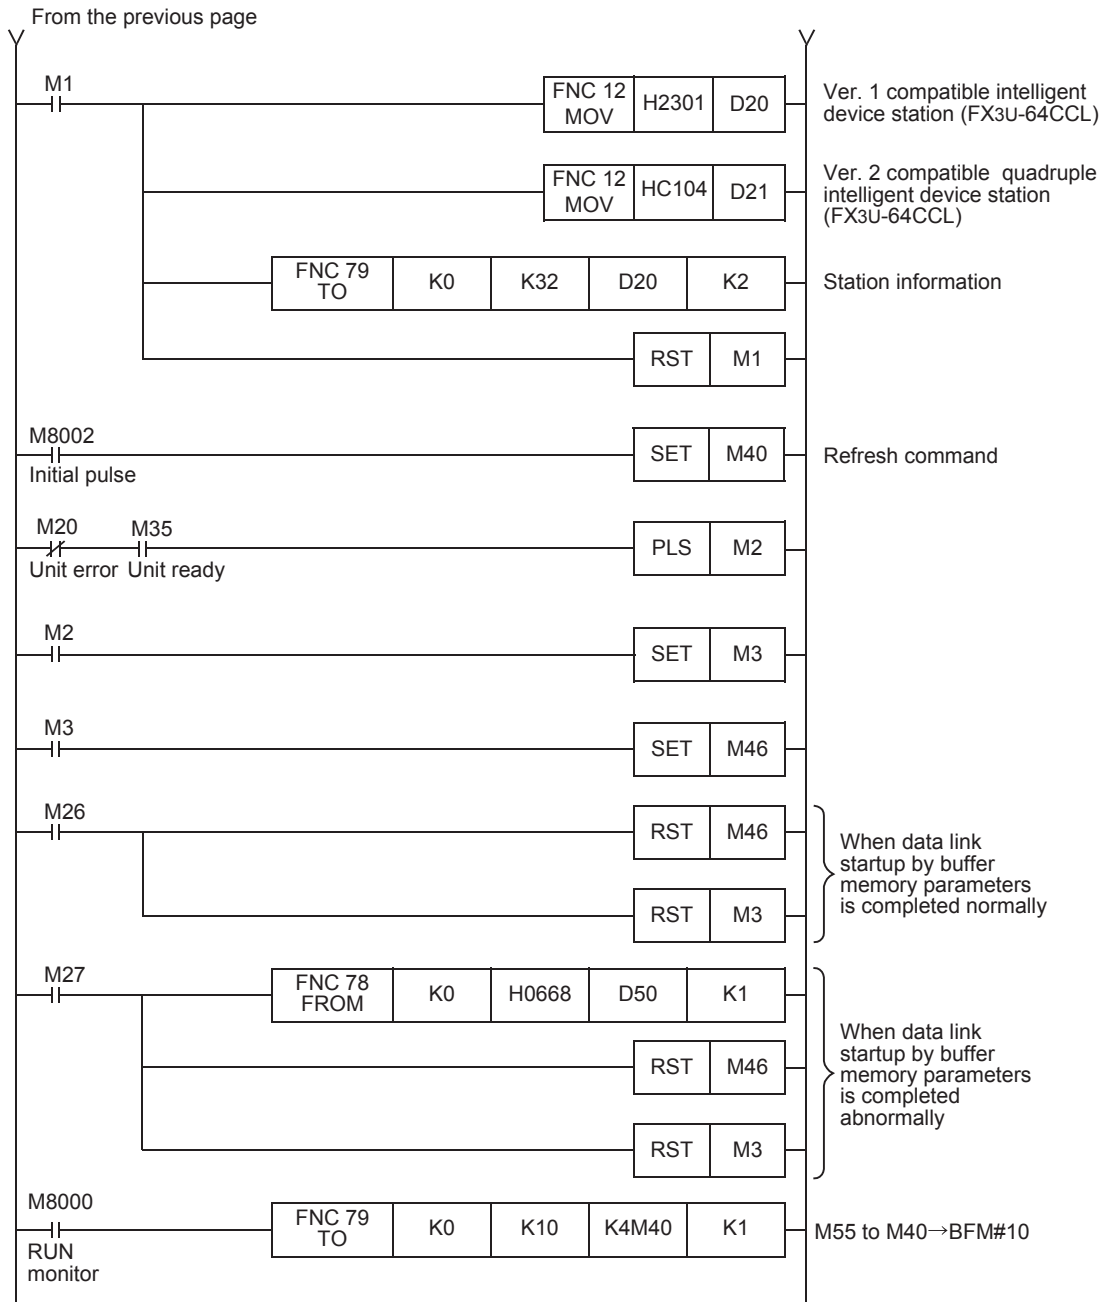 From the previous page
M1
FNC 12 MOV H2301 D20
Ver. 1 compatible intelligent
device station (FX3U-64CCL)
FNC 12 MOV HC104 D21
Ver. 2 compatible quadruple
intelligent device station
(FX3U-64CCL)
FNC 79 TO K0 K32 D20 K2
Station information
RST M1
M8002
Initial pulse
SET M40
Refresh command
M20 M35
Unit error Unit ready
PLS M2
M2
SET M3
M3
SET M46
M26
RST M46
RST M3
When data link
startup by buffer
memory parameters
is completed normally
M27
FNC 78 FROM K0 H0668 D50 K1
RST M46
RST M3
When data link
startup by buffer
memory parameters
is completed
abnormally
M8000
RUN
monitor
FNC 79 TO K0 K10 K4M40 K1
M55 to M40→BFM#10